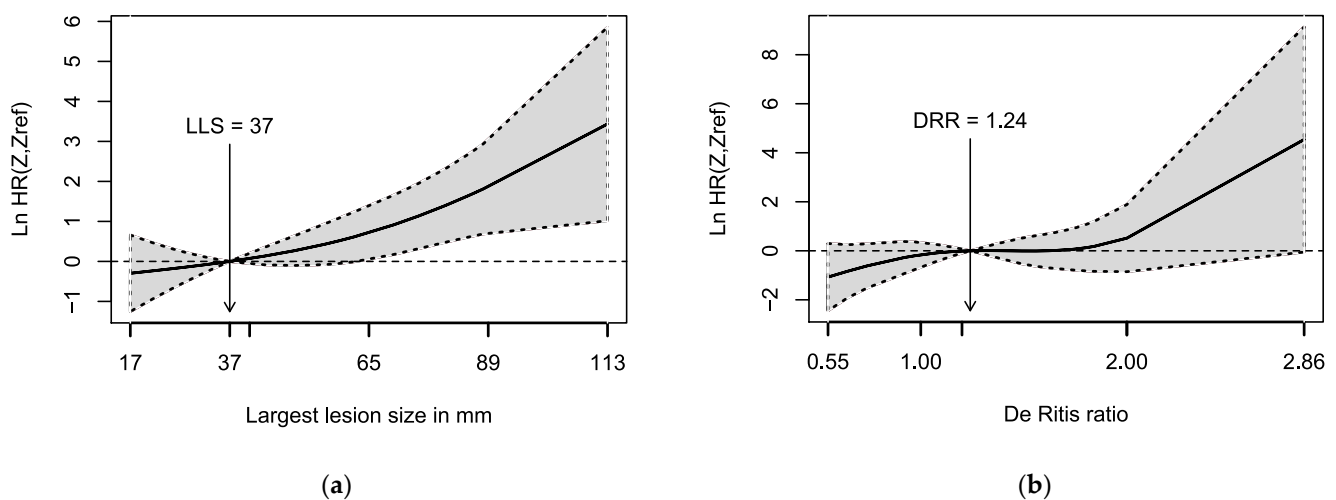 Ln HR(Z,Zref)
6
5
4
3
2
1
0
−1
LLS = 37
17
37
65
89
113
Largest lesion size in mm
(a)
Ln HR(Z,Zref)
8
6
4
2
0
−2
DRR = 1.24
0.55
1.00
2.00
2.86
De Ritis ratio
(b)